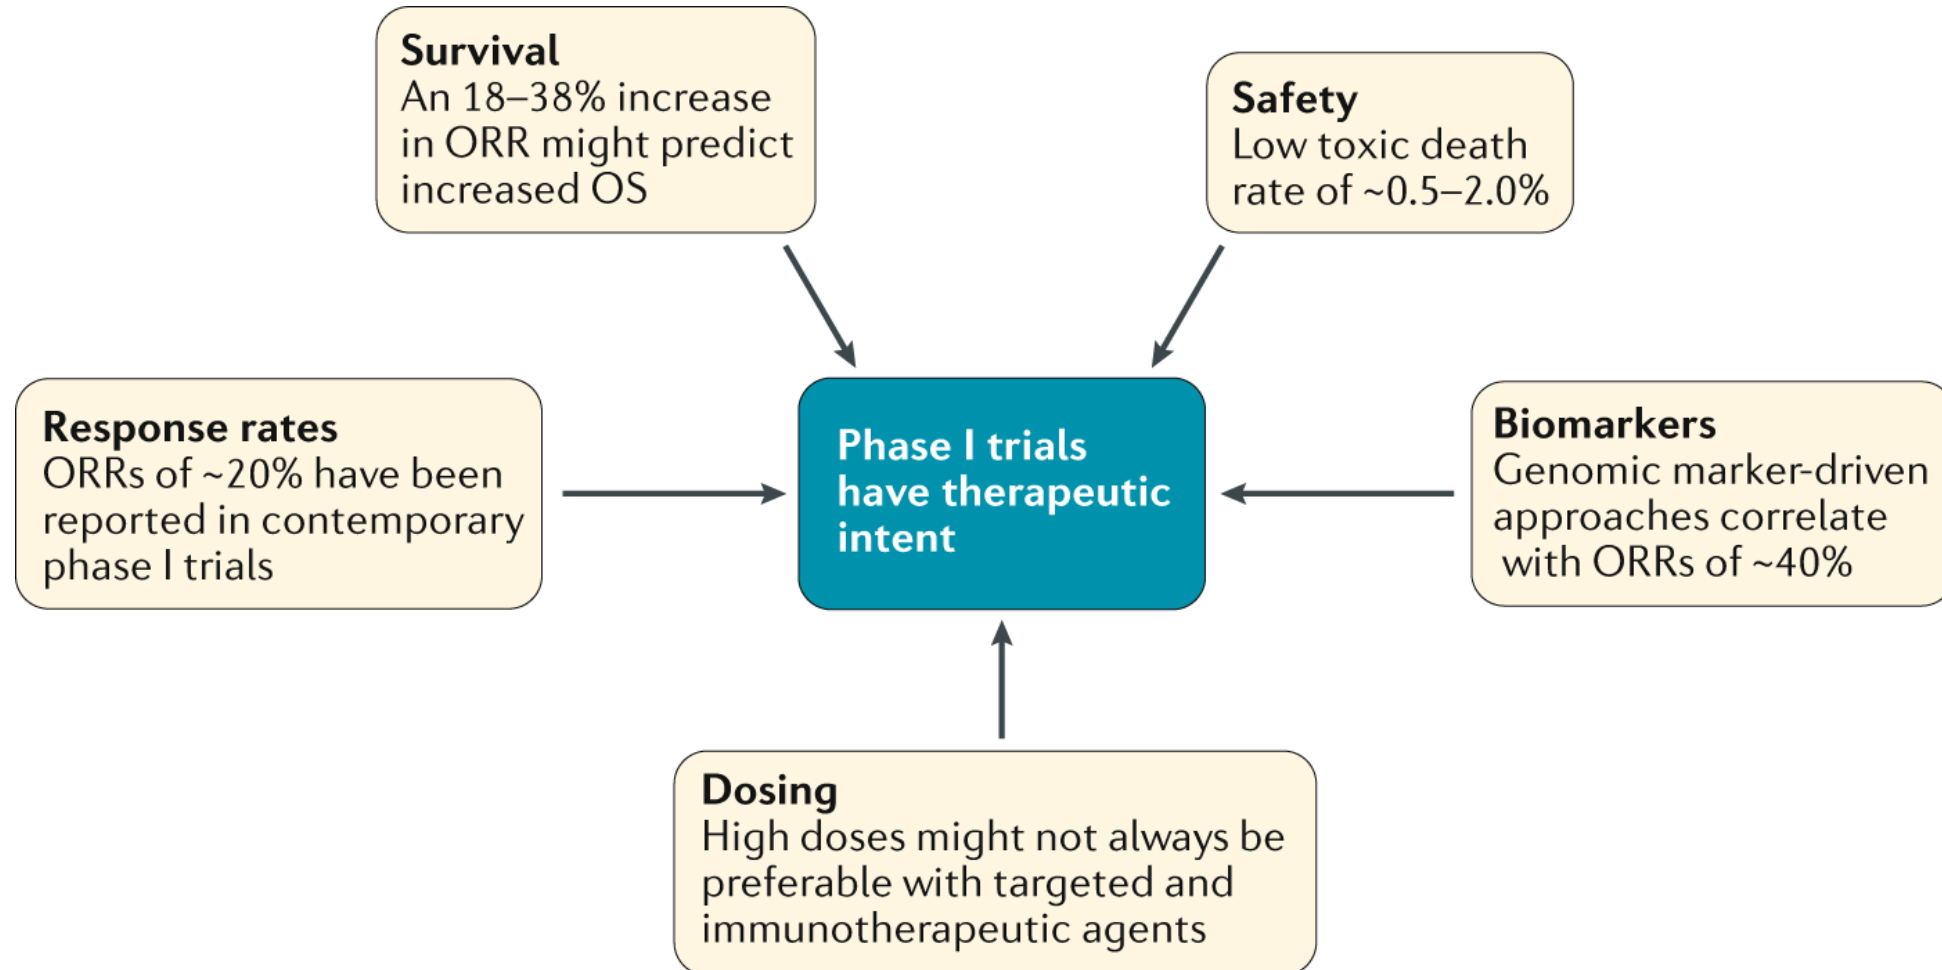 Survival
An 18–38% increase
in ORR might predict
increased OS
Safety
Low toxic death
rate of ~0.5–2.0%
Response rates
ORRs of ~20% have been
reported in contemporary
phase I trials
Phase I trials
have therapeutic
intent
Biomarkers
Genomic marker-driven
approaches correlate
with ORRs of ~40%
Dosing
High doses might not always be
preferable with targeted and
immunotherapeutic agents